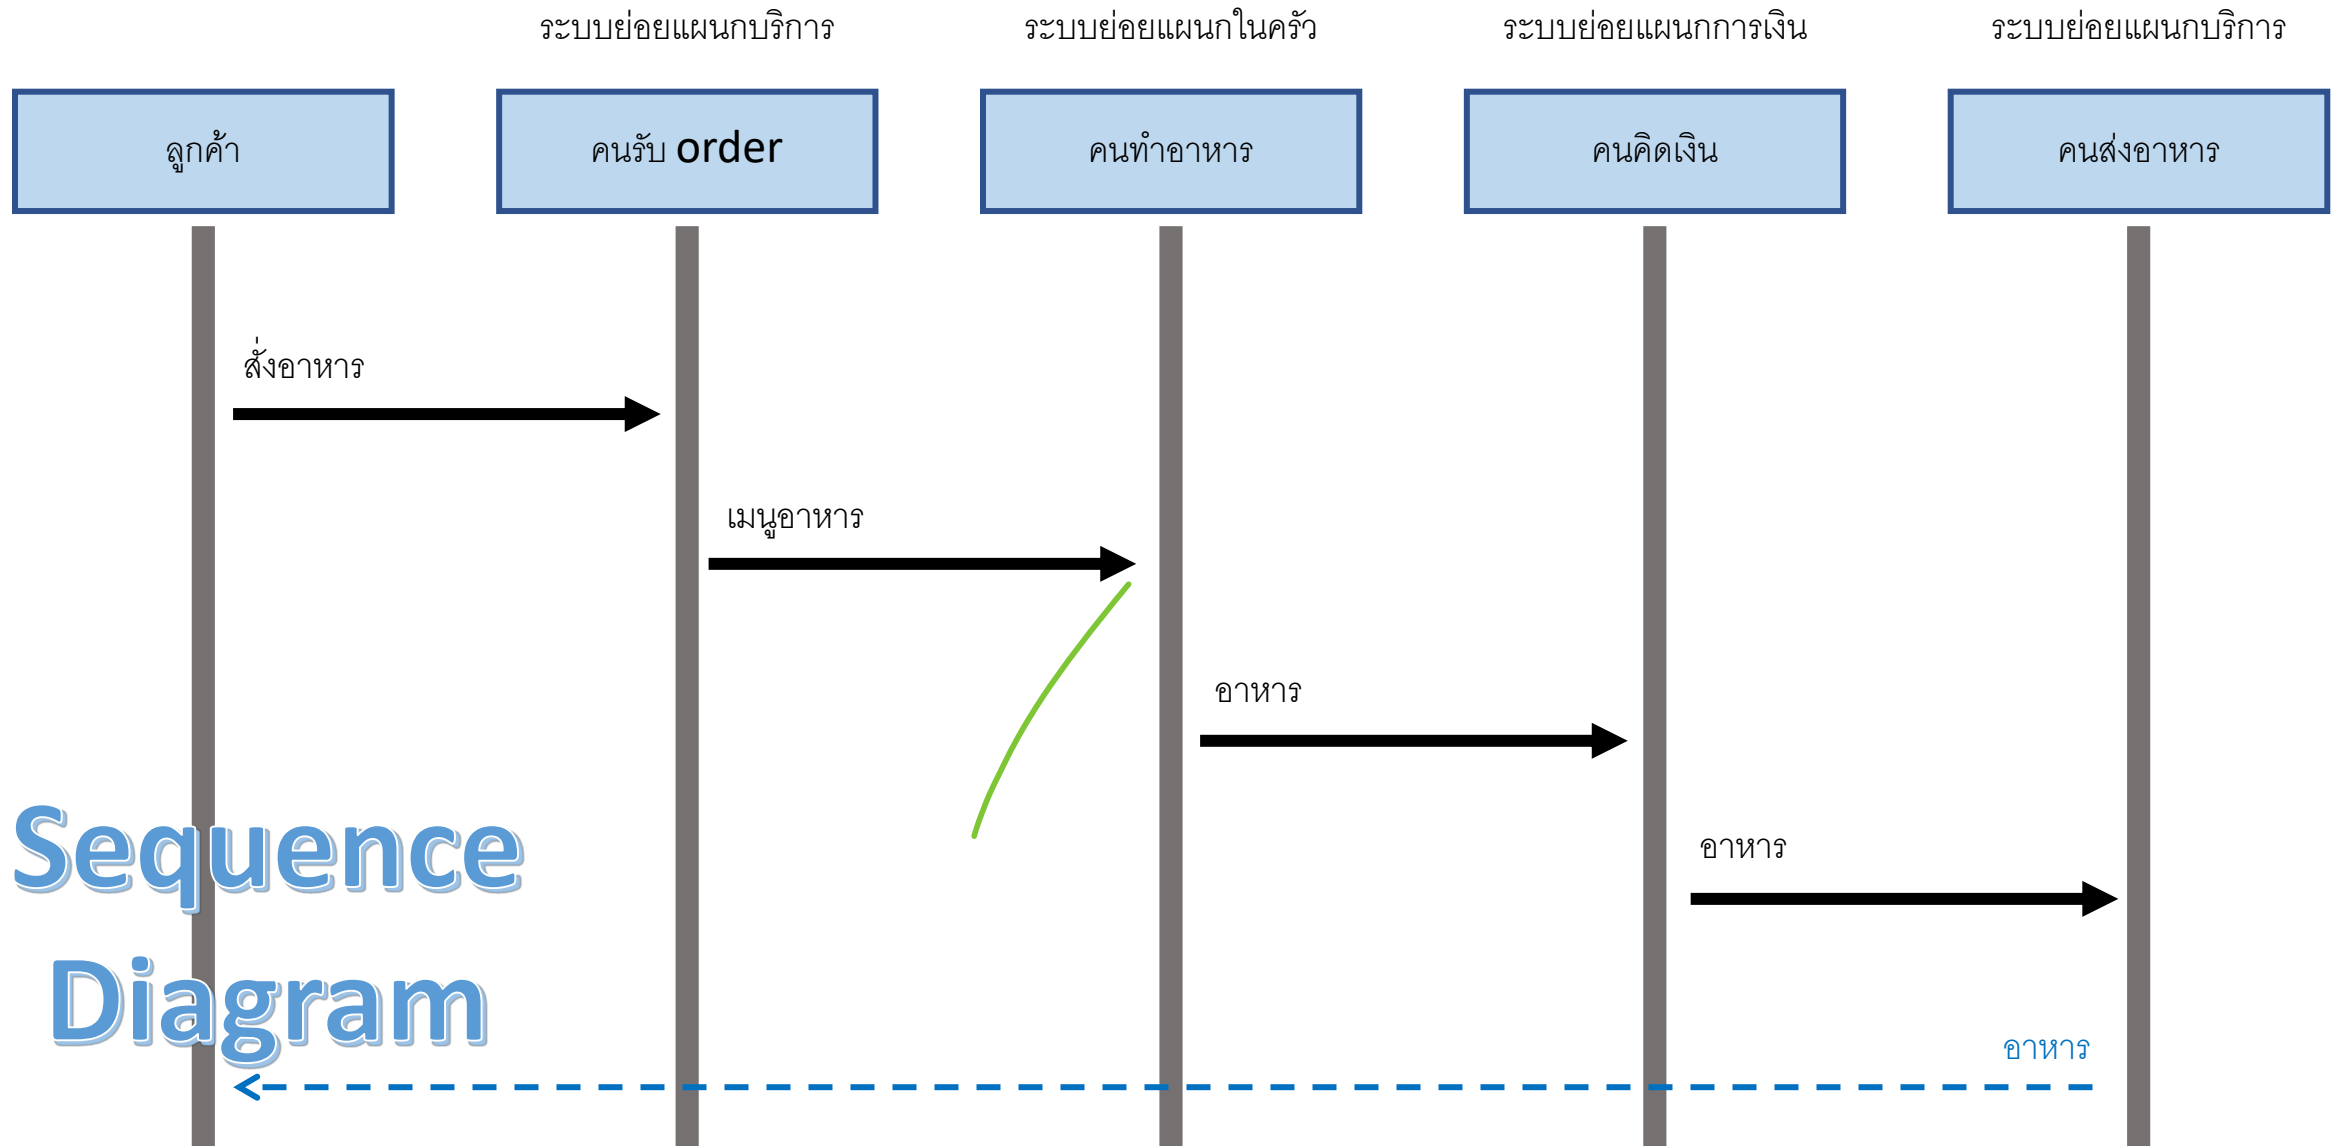 ระบบย่อยแผนกบริการ
ระบบย่อยแผนกในครัว
ระบบย่อยแผนกการเงิน
ระบบย่อยแผนกบริการ
ลูกค้า
คนรับ order
คนทำอาหาร
คนคิดเงิน
คนส่งอาหาร
สั่งอาหาร
เมนูอาหาร
อาหาร
อาหาร
Sequence
Diagram
อาหาร